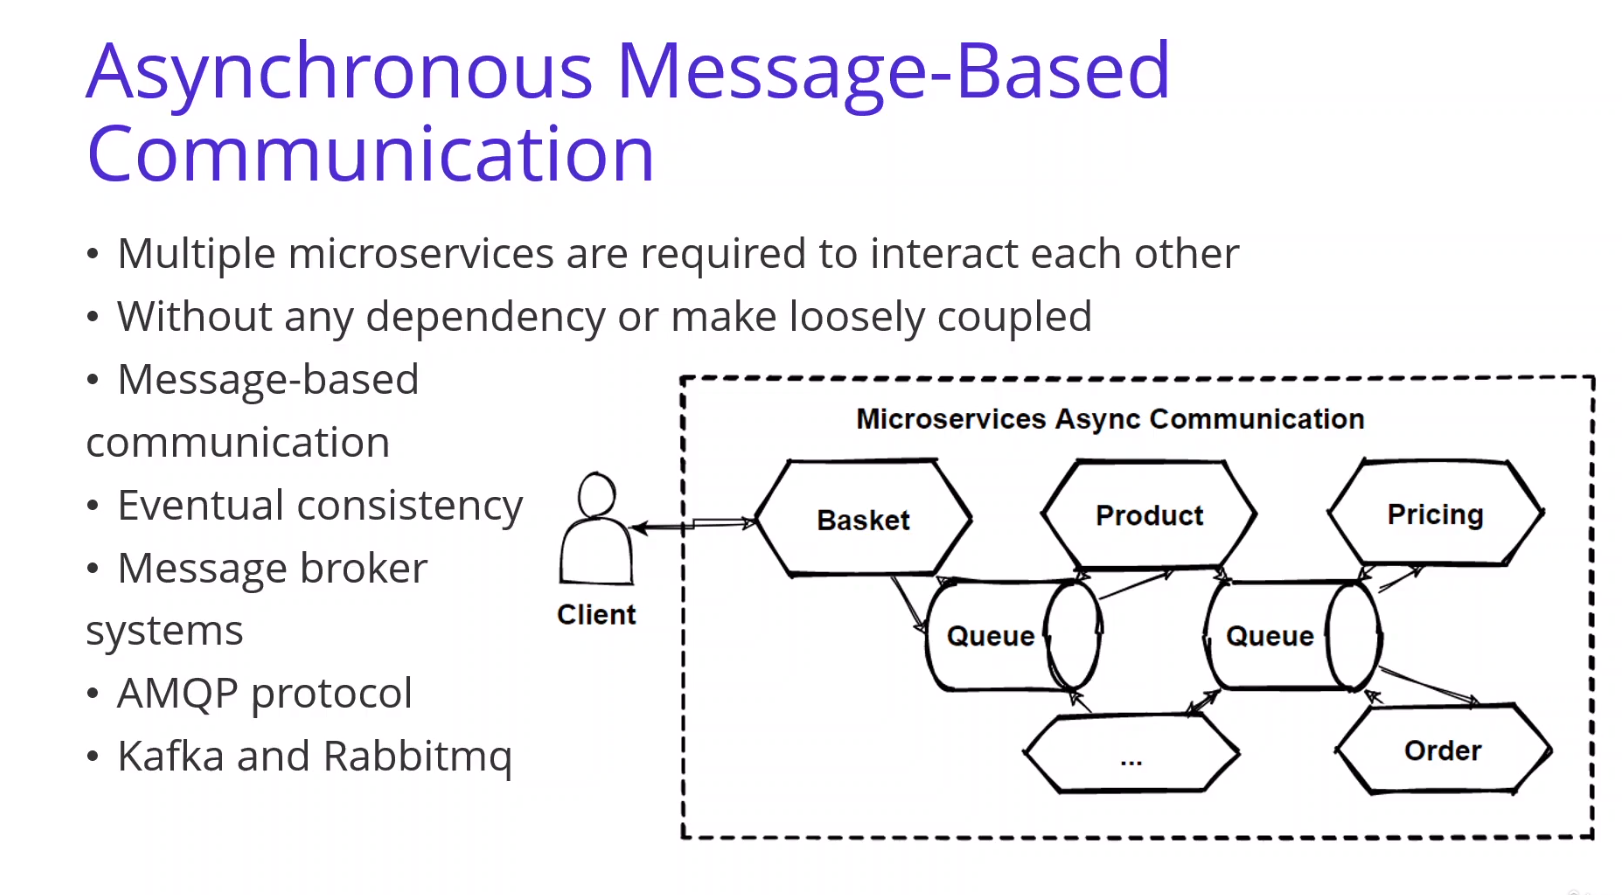 Asynchronous Message-Based
Communication
• Multiple microservices are required to interact each other
• Without any dependency or make loosely coupled
• Message-based
communication
• Eventual consistency
• Message broker
systems
• AMQP protocol
• Kafka and Rabbitmq
Microservices Async Communication
Client
Basket
Product
Pricing
Queue
Queue
...
Order